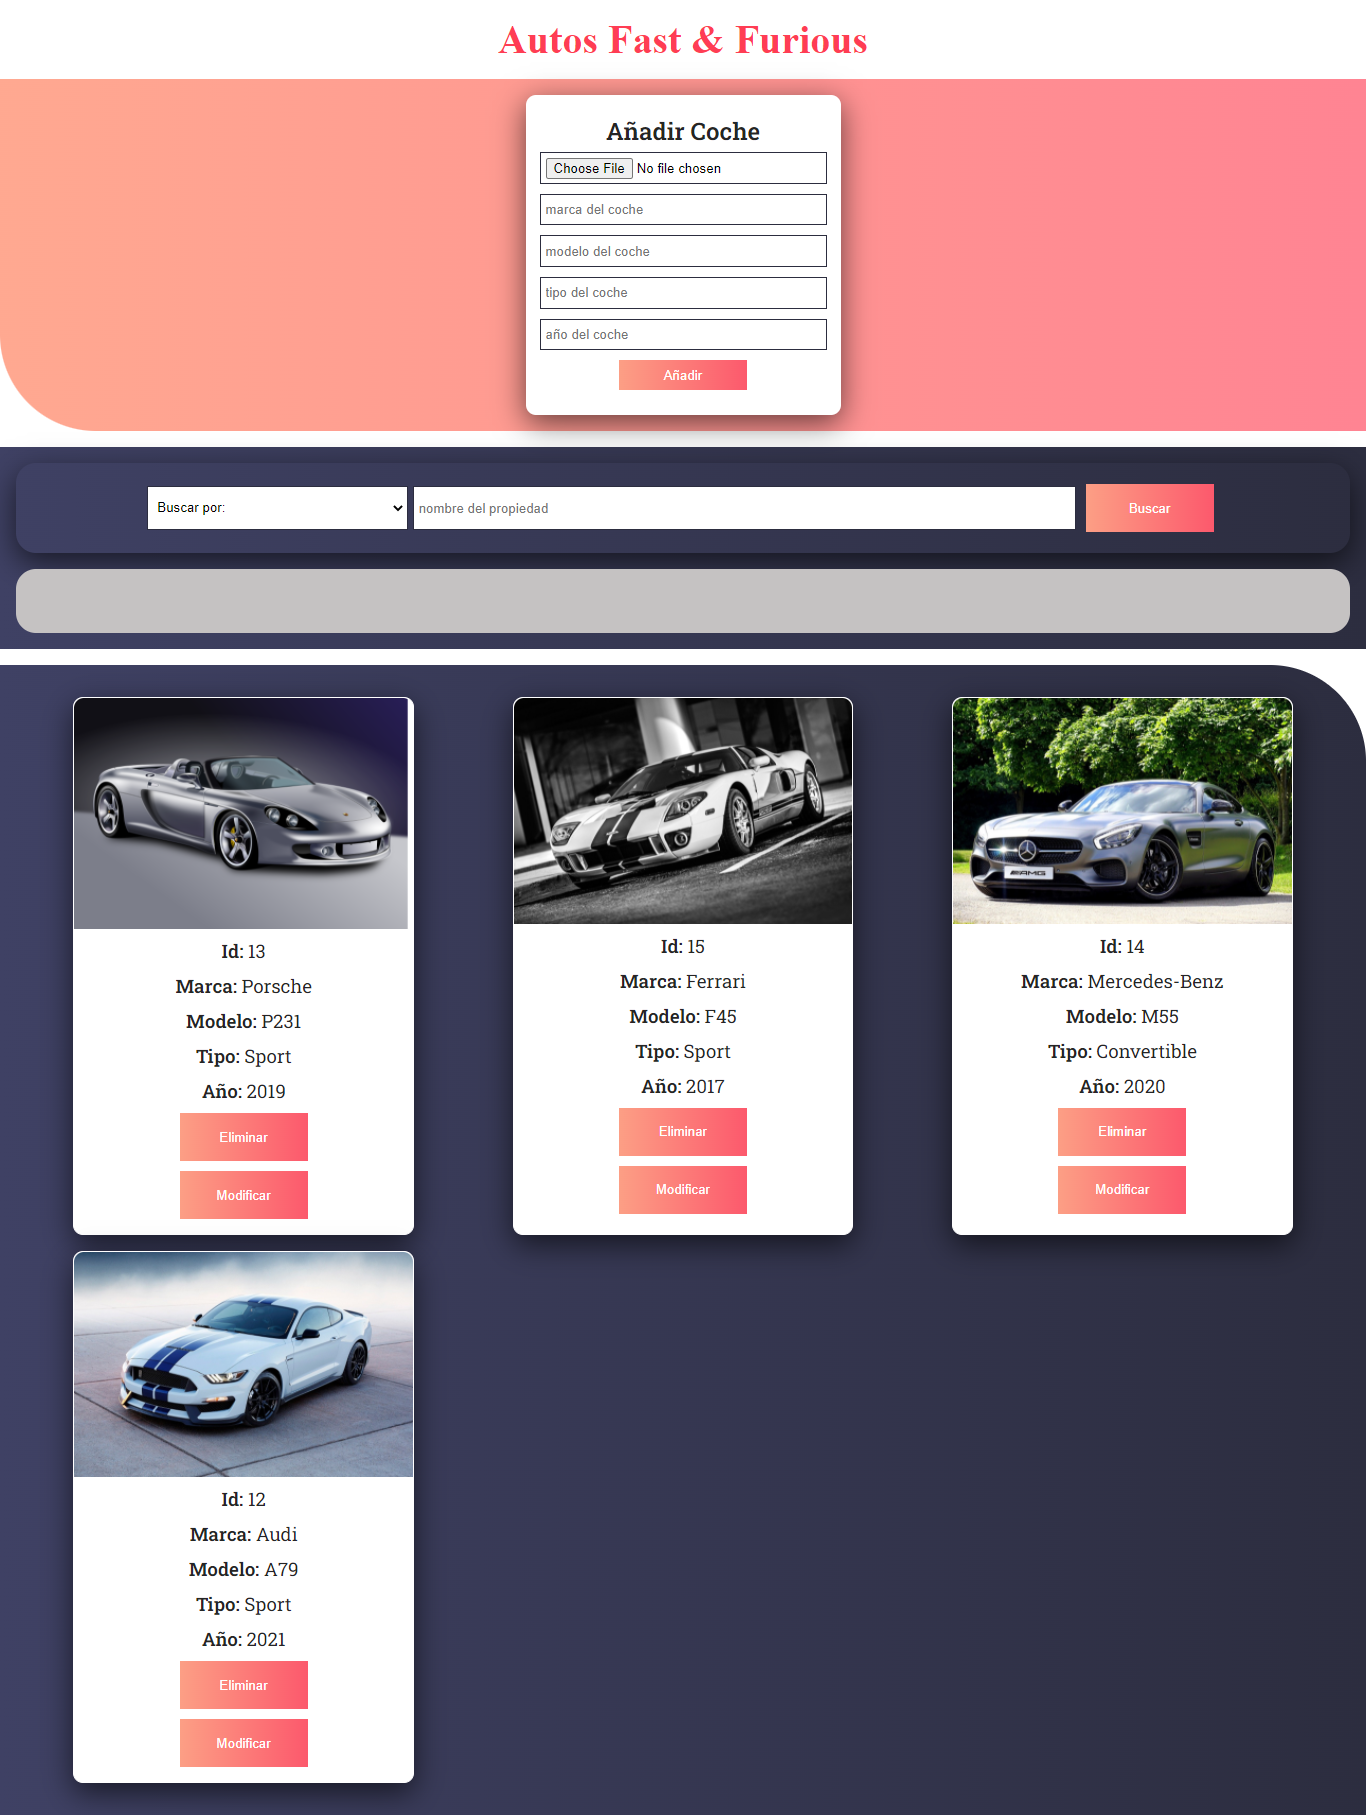 Autos Fast & Furious
Añadir Coche
Choose File No file chosen
marca del coche
modelo del coche
tipo del coche
año del coche
Añadir
Buscar por:
nombre del propiedad
Buscar
Id: 13
Marca: Porsche
Modelo: P231
Tipo: Sport
Año: 2019
Eliminar
Modificar
Id: 15
Marca: Ferrari
Modelo: F45
Tipo: Sport
Año: 2017
Eliminar
Modificar
AMG
Id: 14
Marca: Mercedes-Benz
Modelo: M55
Tipo: Convertible
Año: 2020
Eliminar
Modificar
Id: 12
Marca: Audi
Modelo: A79
Tipo: Sport
Año: 2021
Eliminar
Modificar